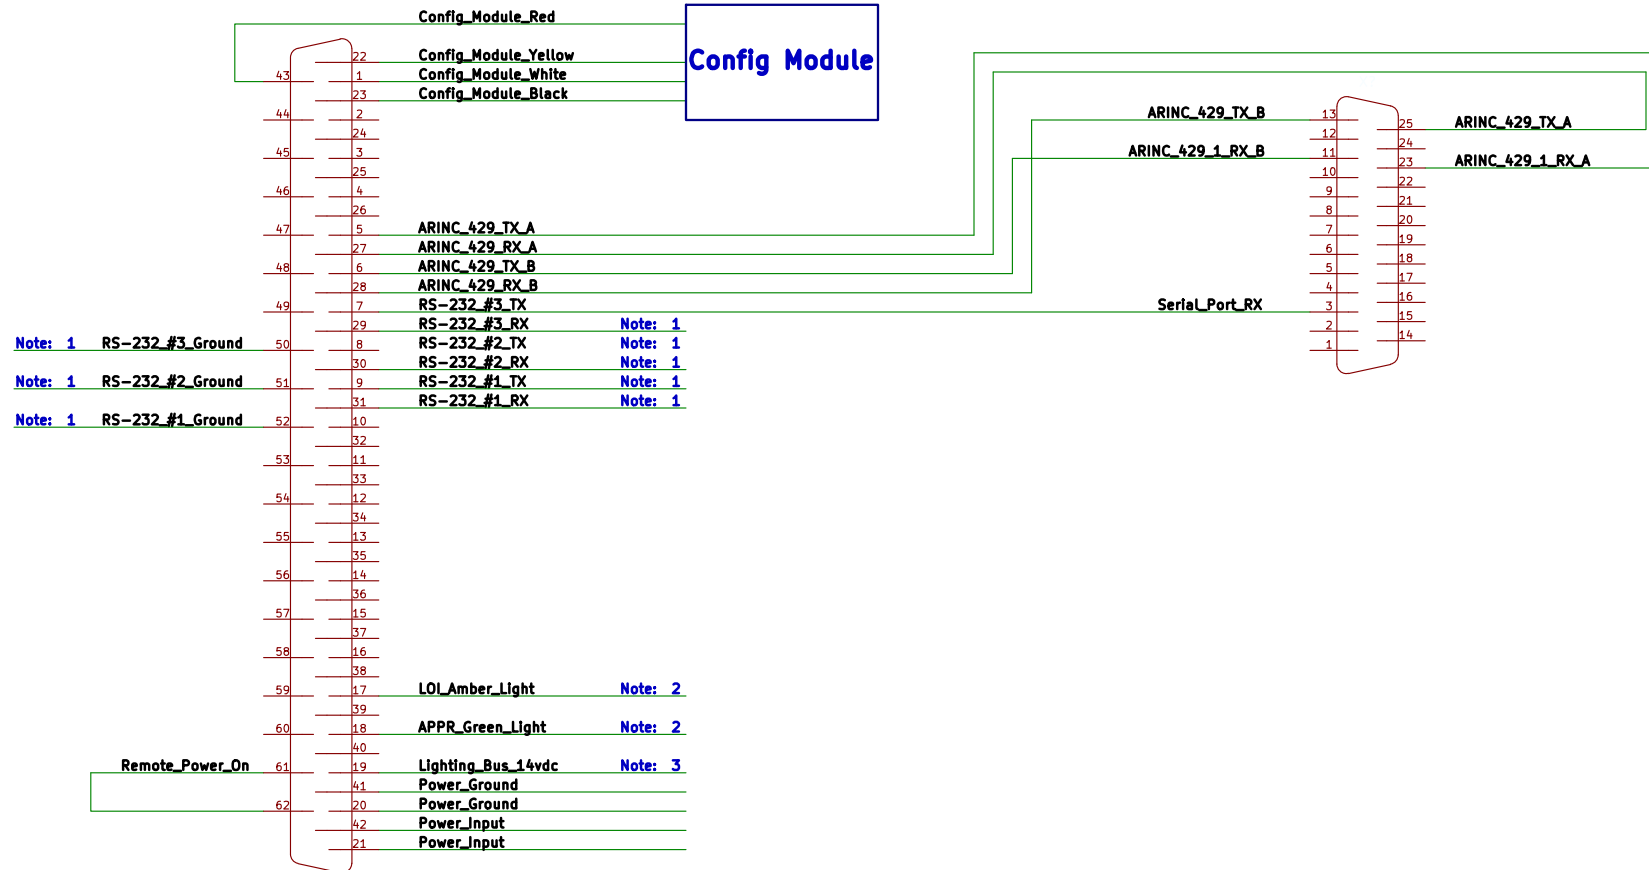 Config_Module_Red
Config Module
22 Config_Module_Yellow
43 1 Config_Module_White
23 Config_Module_Black
44 2
24
45 3
25
46 4
26
47 5 ARINC_429_TX_A
27 ARINC_429_RX_A
48 6 ARINC_429_TX_B
28 ARINC_429_RX_B
49 7 RS-232_#3_TX
29 RS-232_#3_RX Note: 1
Note: 1 RS-232_#3_Ground 50 8 RS-232_#2_TX Note: 1
30 RS-232_#2_RX Note: 1
Note: 1 RS-232_#2_Ground 51 9 RS-232_#1_TX Note: 1
31 RS-232_#1_RX Note: 1
Note: 1 RS-232_#1_Ground 52 10
32
53 11
33
54 12
34
55 13
35
56 14
36
57 15
37
58 16
38
59 17 LOI_Amber_Light Note: 2
39
60 18 APPR_Green_Light Note: 2
40
Remote_Power_On 61 19 Lighting_Bus_14vdc Note: 3
41 Power_Ground
62 20 Power_Ground
42 Power_Input
21 Power_Input
ARINC_429_TX_B 13
25 ARINC_429_TX_A
12
24
ARINC_429_1_RX_B 11
23 ARINC_429_1_RX_A
10
22
9
21
8
20
7
19
6
18
5
17
4
16
Serial_Port_RX 3
15
2
14
1